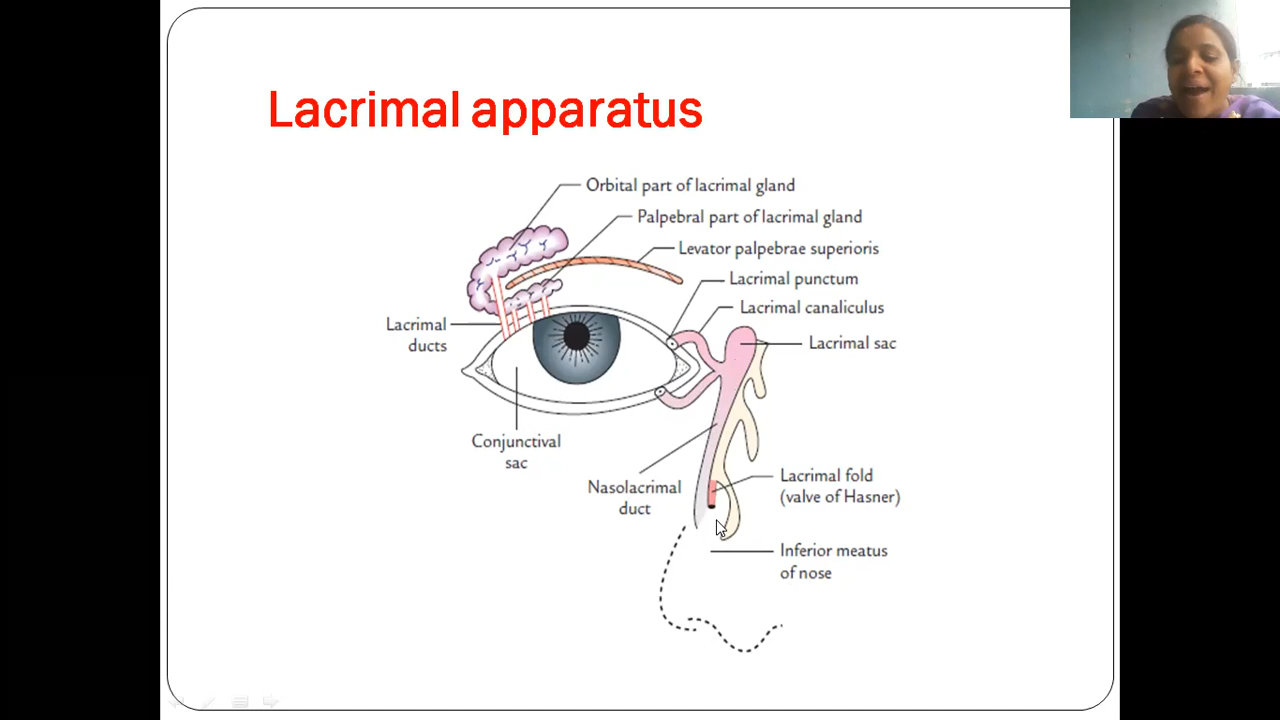 Lacrimal apparatus
Orbital part of lacrimal gland
Palpebral part of lacrimal gland
Levator palpebrae superioris
Lacrimal punctum
Lacrimal canaliculus
Lacrimal
ducts
Lacrimal sac
Conjunctival
sac
Nasolacrimal
duct
Lacrimal fold
(valve of Hasner)
Inferior meatus
of nose